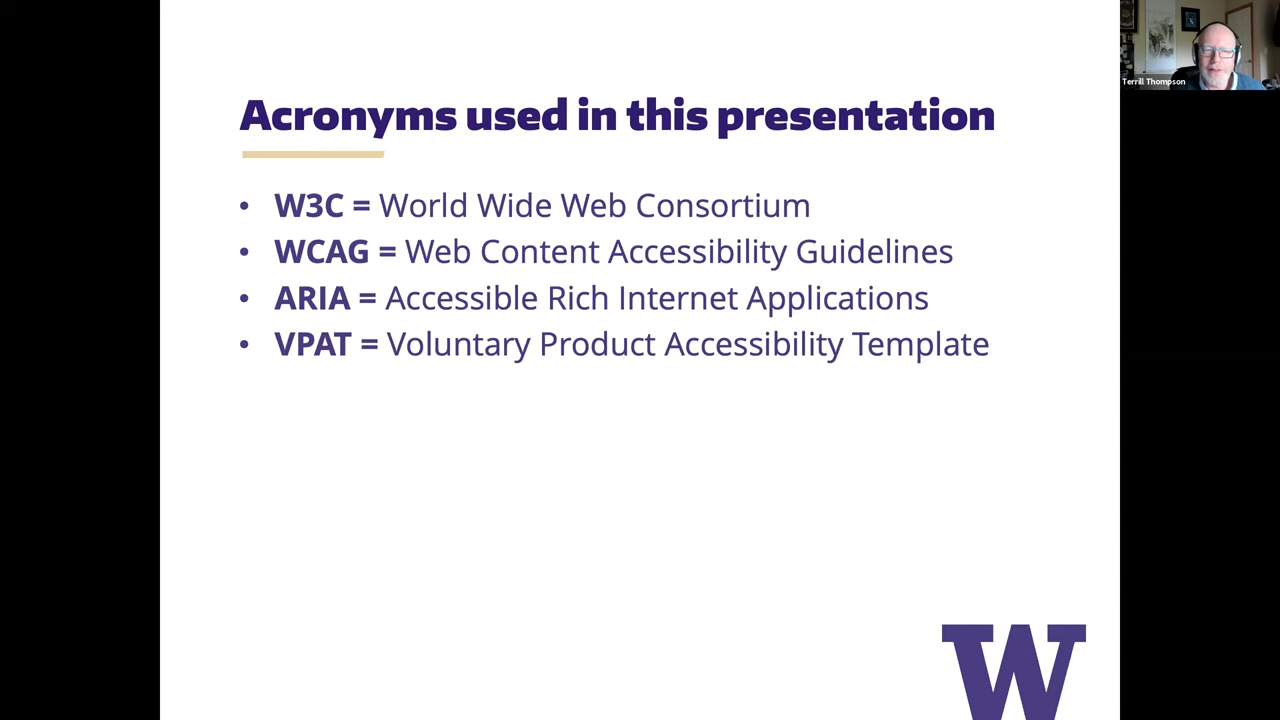 Terrill Thompson
Acronyms used in this presentation
• W3C = World Wide Web Consortium
• WCAG = Web Content Accessibility Guidelines
• ARIA = Accessible Rich Internet Applications
• VPAT = Voluntary Product Accessibility Template
W